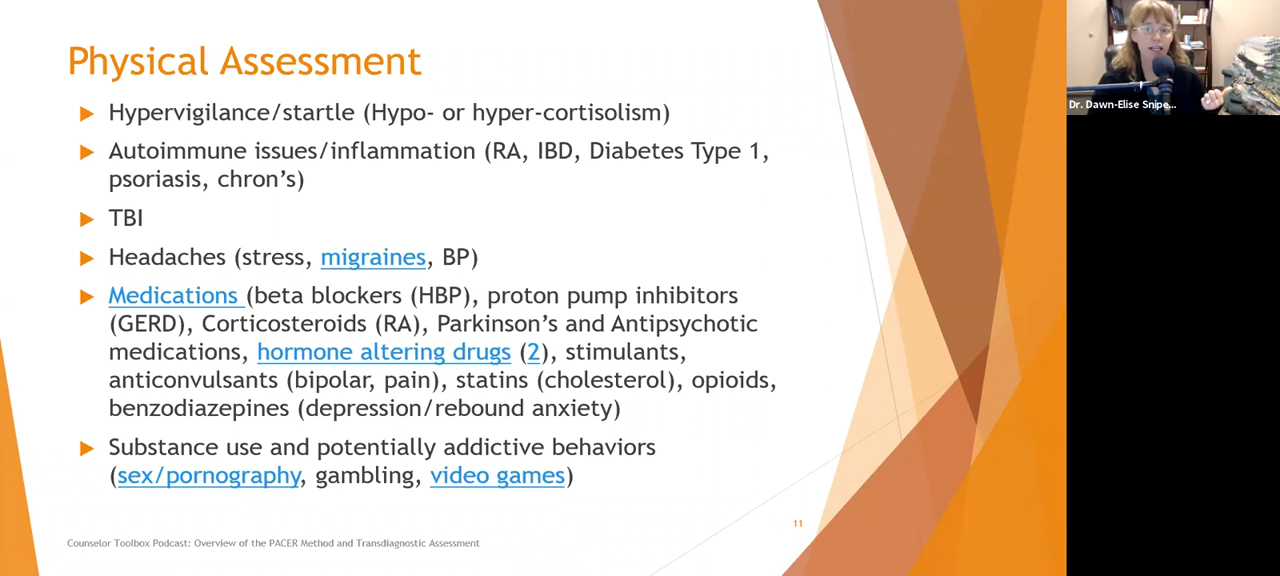 Physical Assessment
Hypervigilance/startle (Hypo- or hyper-cortisolism)
Autoimmune issues/inflammation (RA, IBD, Diabetes Type 1,
psoriasis, chron's)
TBI
Headaches (stress, migraines, BP)
Medications (beta blockers (HBP), proton pump inhibitors
(GERD), Corticosteroids (RA), Parkinson's and Antipsychotic
medications, hormone altering drugs (2), stimulants,
anticonvulsants (bipolar, pain), statins (cholesterol), opioids,
benzodiazepines (depression/rebound anxiety)
Substance use and potentially addictive behaviors
(sex/pornography, gambling, video games)
11
Counselor Toolbox Podcast: Overview of the PACER Method and Transdiagnostic Assessment
Dr. Dawn-Elise Snipe...